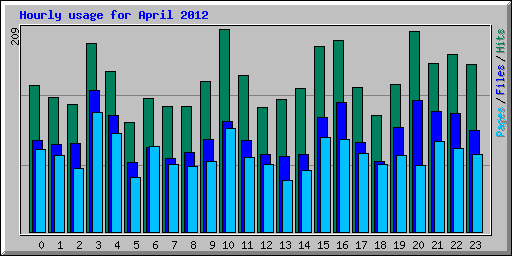 Hourly usage for April 2012
209
Pages / Files / Hits
0 1 2 3 4 5 6 7 8 9 10 11 12 13 14 15 16 17 18 19 20 21 22 23